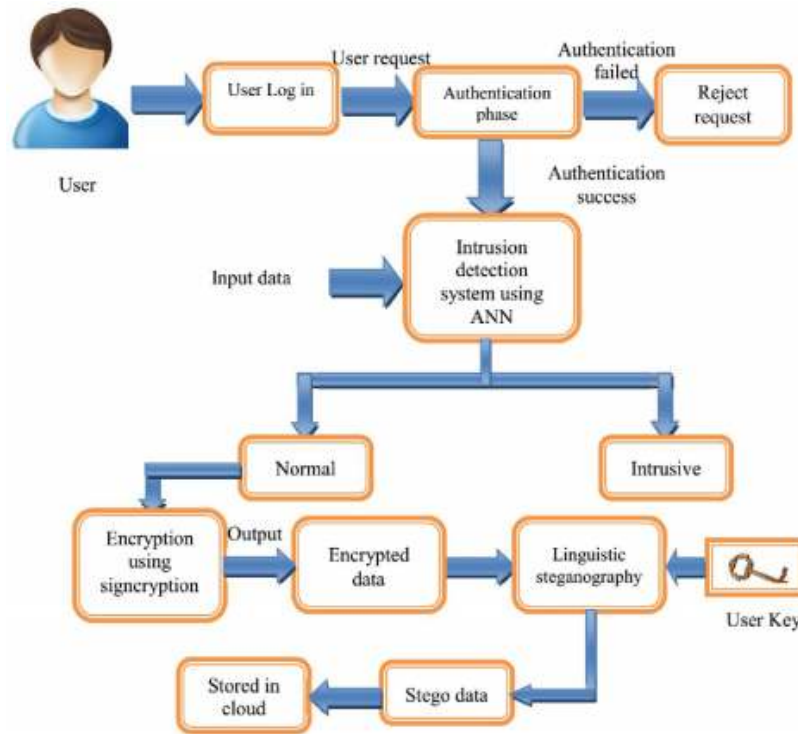 User
User Log in
User request
Authentication
phase
Authentication
failed
Reject
request
Authentication
success
Input data
Intrusion
detection
system using
ANN
Normal
Intrusive
Encryption
using
signcryption
Output
Encrypted
data
Linguistic
steganography
User Key
Stego data
Stored in
cloud